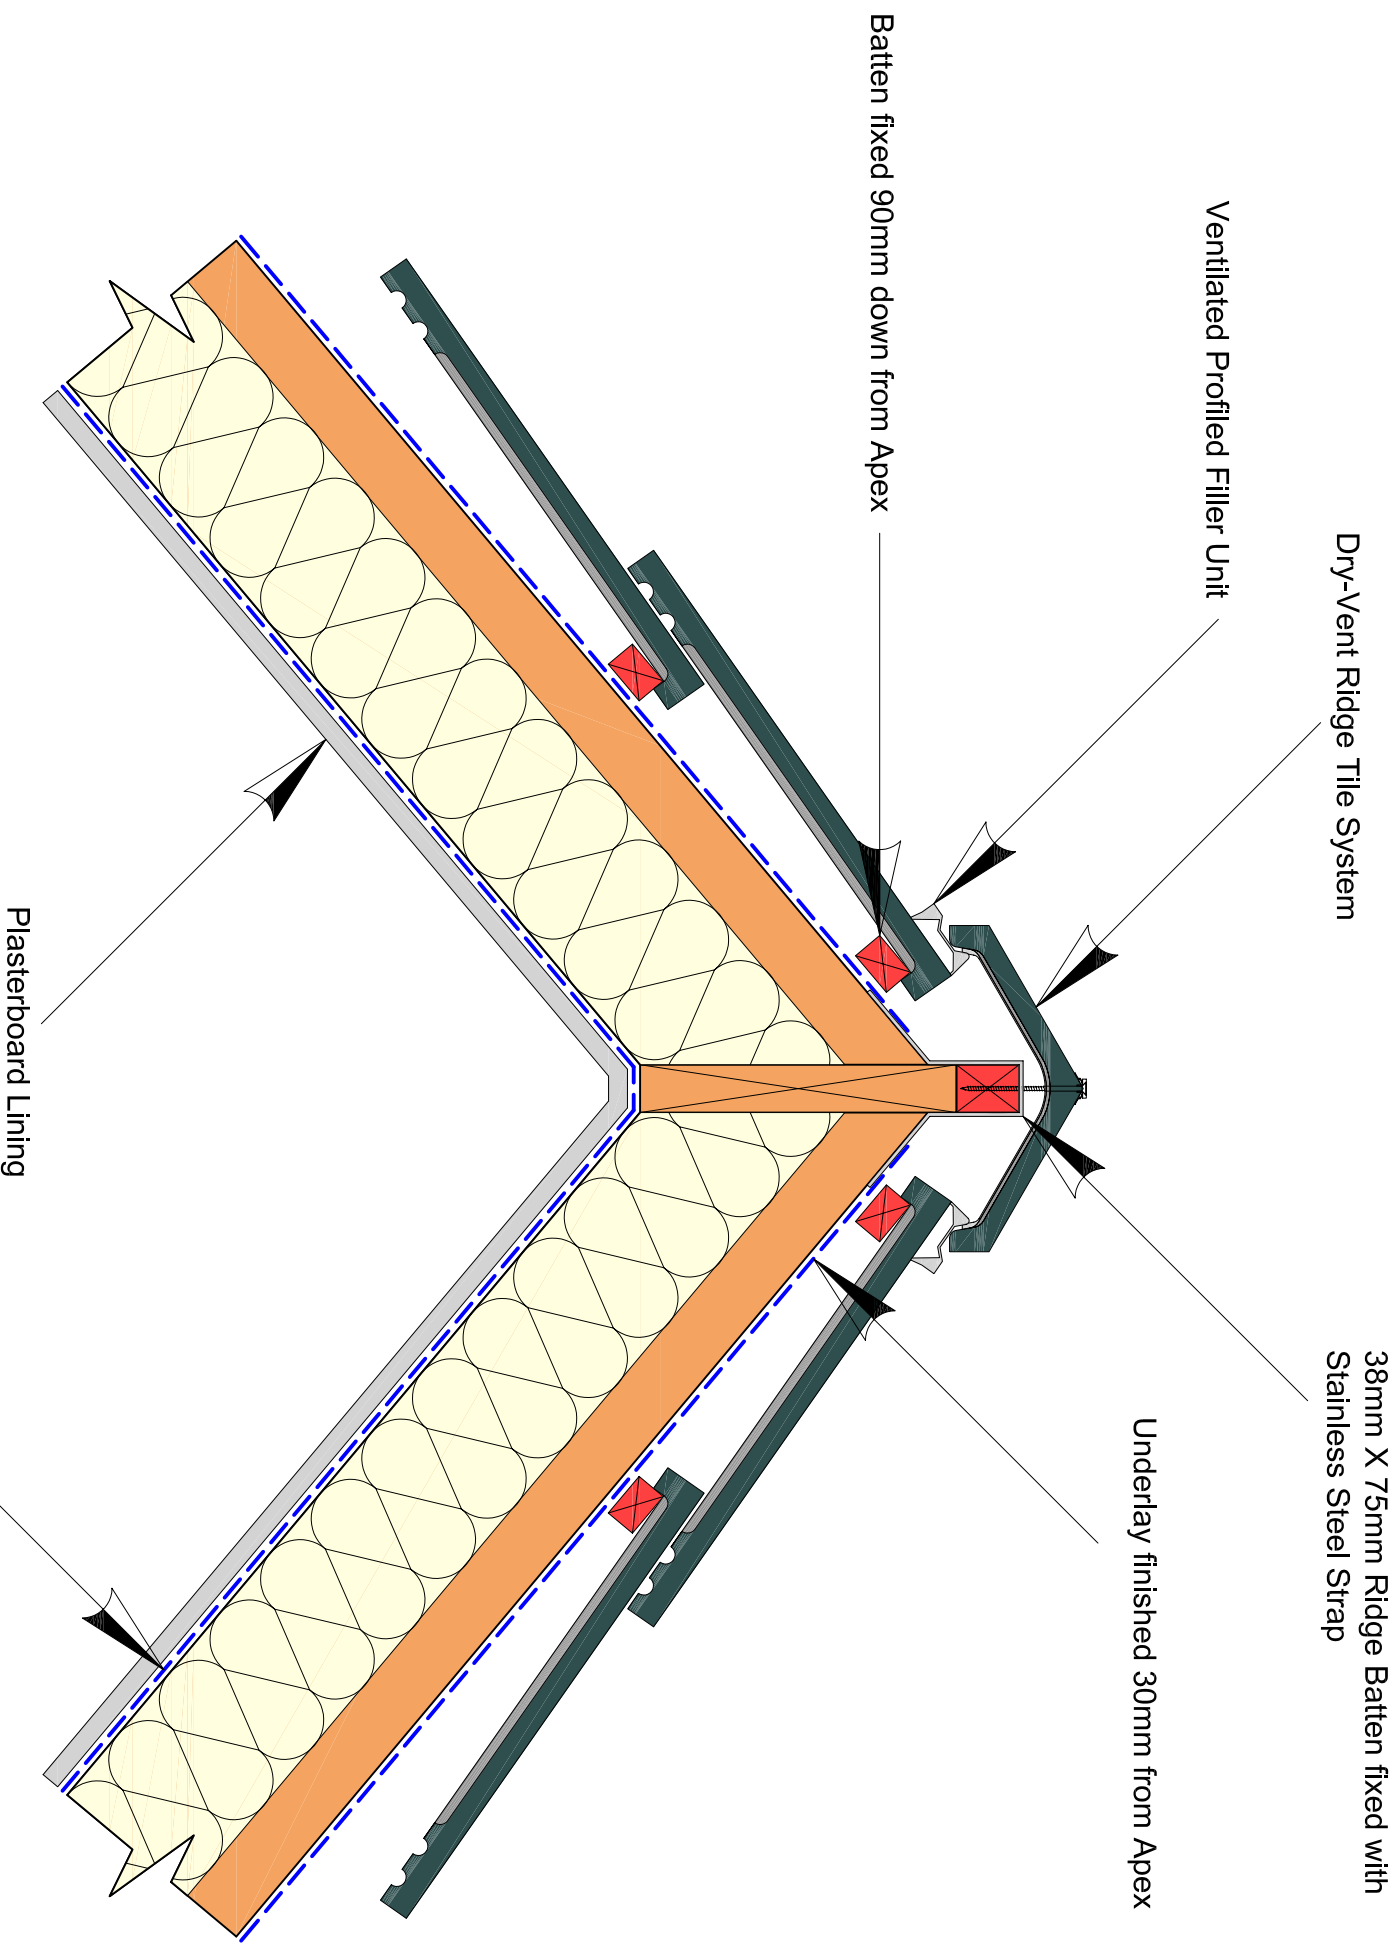 Dry-Vent Ridge Tile System
38mm X 75mm Ridge Batten fixed with
Stainless Steel Strap
Ventilated Profiled Filler Unit
Underlay finished 30mm from Apex
Batten fixed 90mm down from Apex
Plasterboard Lining